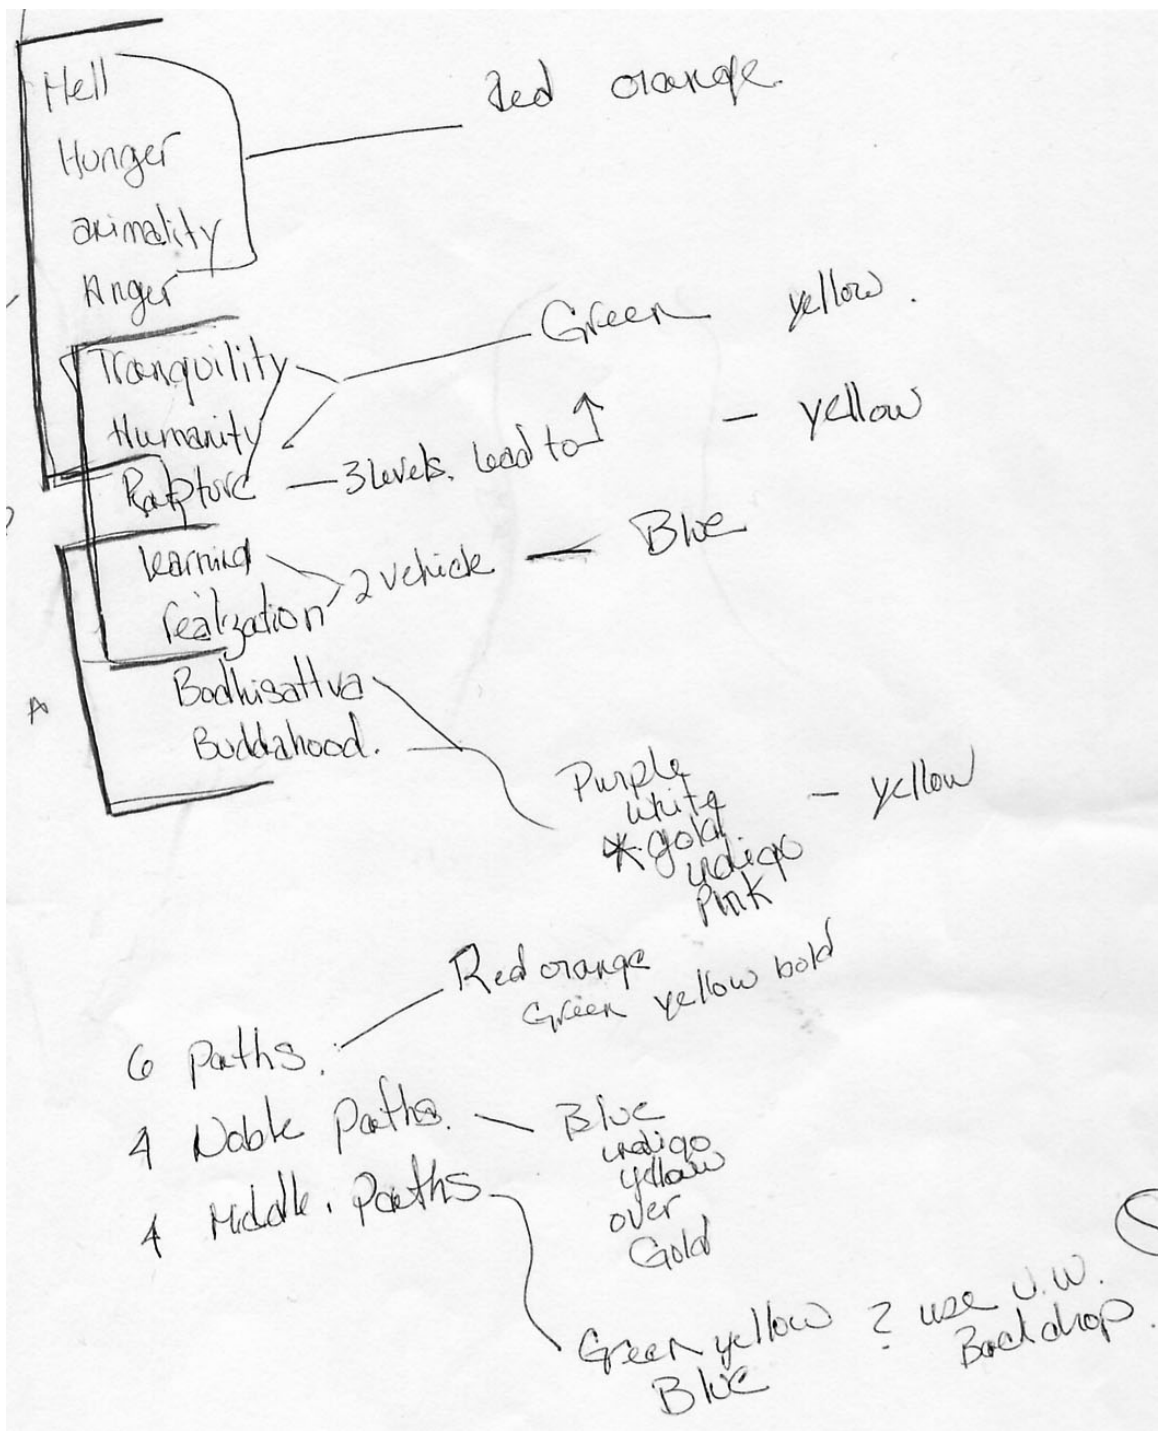 Hell
Red orange.
Hunger
animality
Anger
Green yellow.
Tranquility
Humanity
- yellow
Rapture - 3 levels. lead to
learning
2 vehicle - Blue
realization
Bodhisattva
Buddahood.
Purple
white
* gold
indigo
Pink
- yellow
Red orange
Green yellow bold
6 Paths.
4 Noble Paths. - Blue
indigo
yellow
over
Gold
4 Middle. Paths
Green yellow ? use U.W.
Blue
Backdrop.